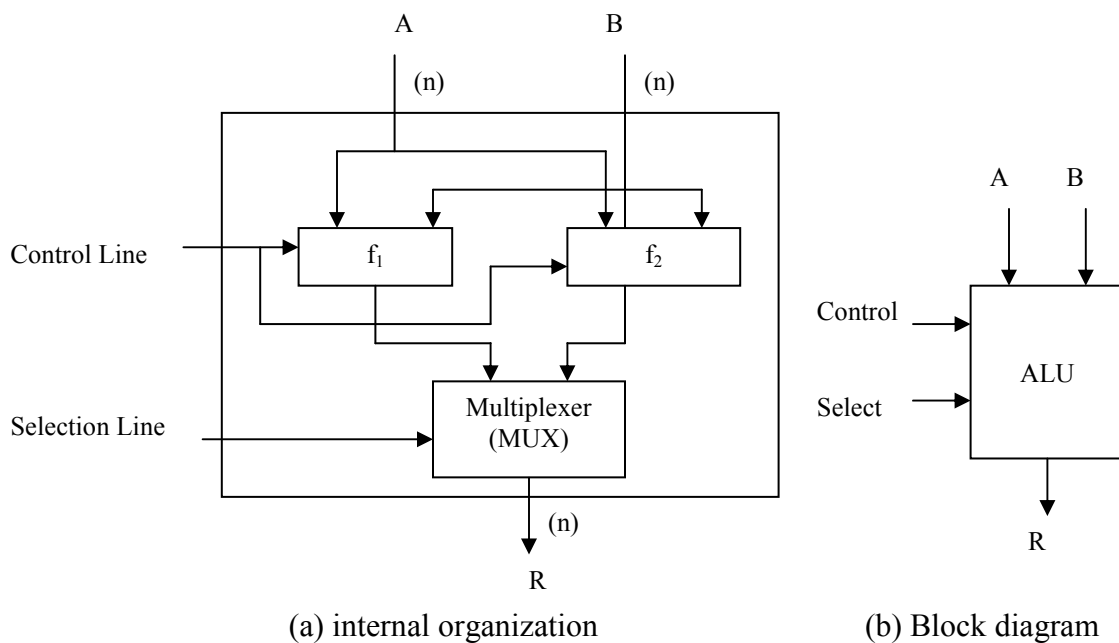 A
B
(n)
(n)
Control Line
f₁
f₂
Selection Line
Multiplexer
(MUX)
(n)
R
(a) internal organization
A
B
Control
ALU
Select
R
(b) Block diagram